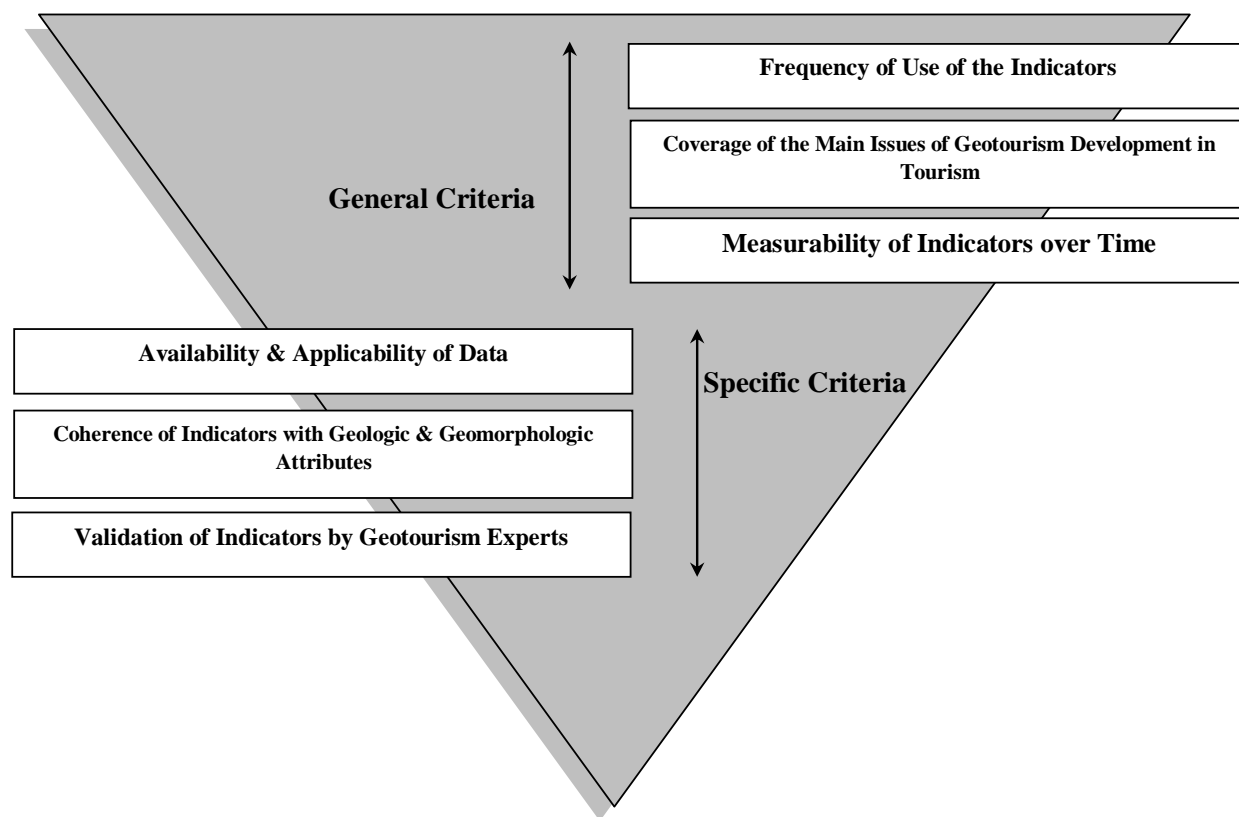 Frequency of Use of the Indicators
Coverage of the Main Issues of Geotourism Development in
Tourism
General Criteria
Measurability of Indicators over Time
Availability & Applicability of Data
Specific Criteria
Coherence of Indicators with Geologic & Geomorphologic
Attributes
Validation of Indicators by Geotourism Experts